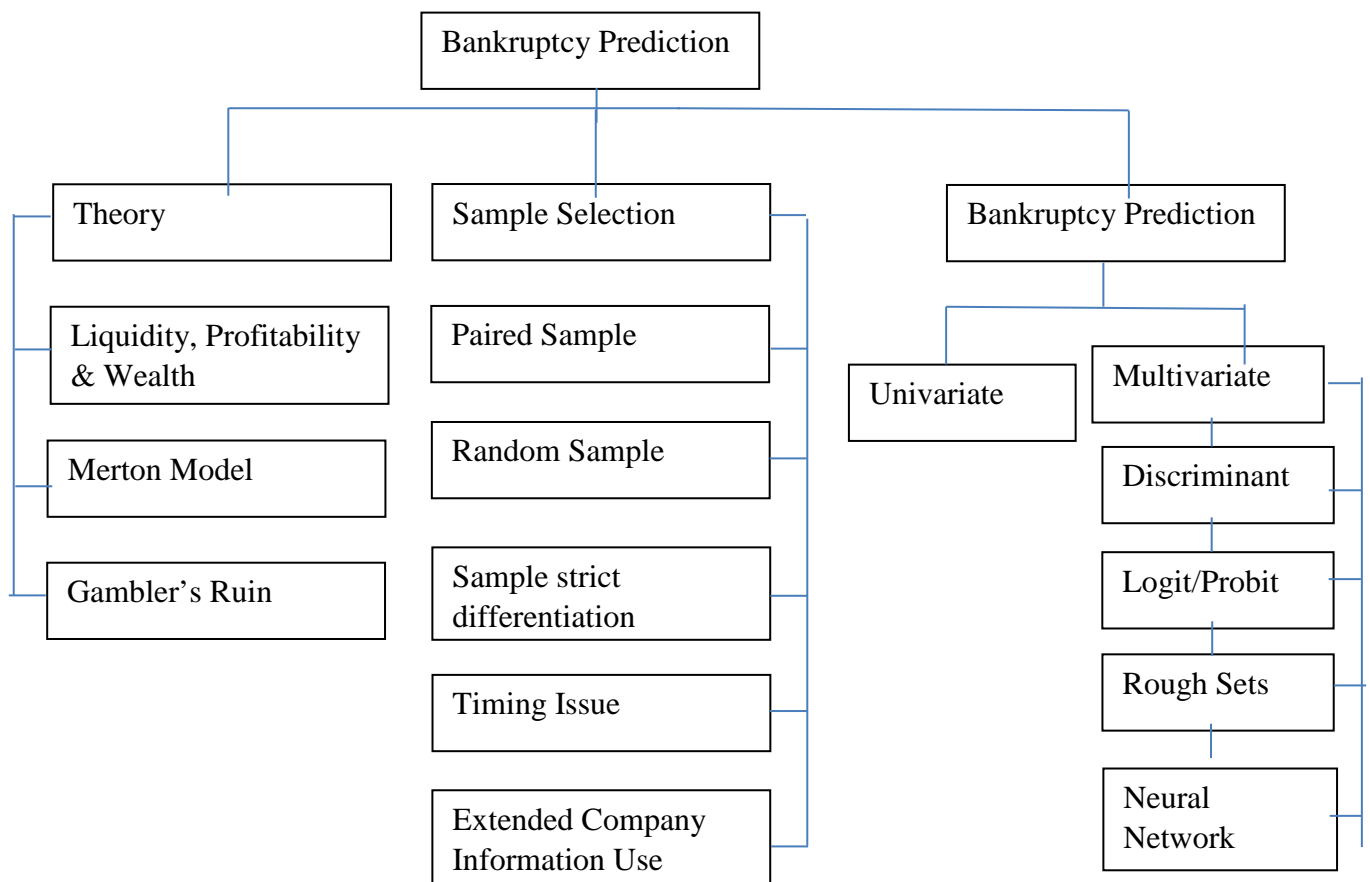 Bankruptcy Prediction
Theory
Sample Selection
Bankruptcy Prediction
Liquidity, Profitability
& Wealth
Paired Sample
Univariate
Multivariate
Merton Model
Random Sample
Discriminant
Gambler’s Ruin
Sample strict
differentiation
Logit/Probit
Timing Issue
Rough Sets
Extended Company
Information Use
Neural
Network